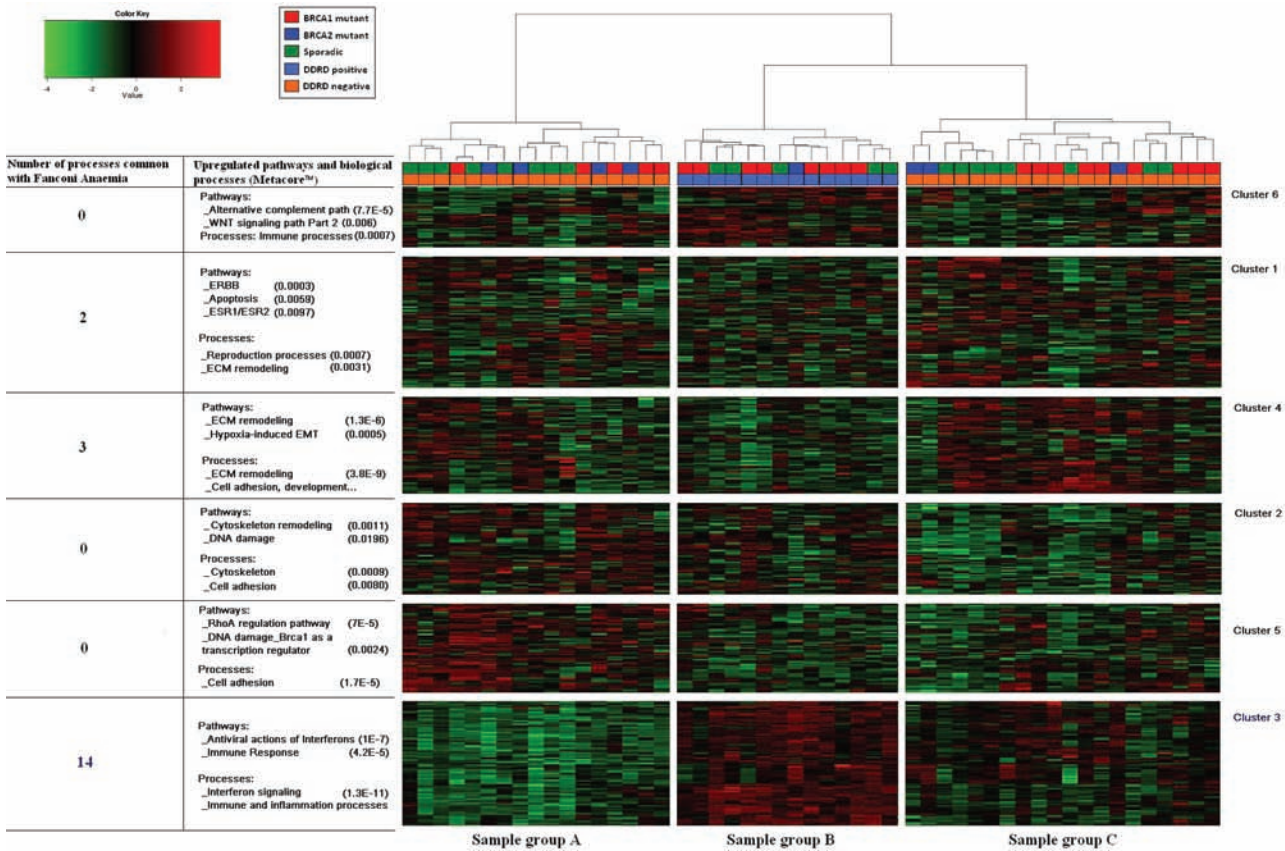 Color Key
-4 -2 0 2
Value
BRCA1 mutant
BRCA2 mutant
Sporadic
DDRD positive
DDRD negative
Number of processes common
with Fanconi Anaemia
Upregulated pathways and biological
processes (Metacore™)
0
Pathways:
_Alternative complement path (7.7E-5)
_WNT signaling path Part 2 (0.006)
Processes: Immune processes (0.0007)
Cluster 6
2
Pathways:
_ERBB (0.0003)
_Apoptosis (0.0059)
_ESR1/ESR2 (0.0097)
Processes:
_Reproduction processes (0.0007)
_ECM remodeling (0.0031)
Cluster 1
3
Pathways:
_ECM remodeling (1.3E-6)
_Hypoxia-induced EMT (0.0005)
Processes:
_ECM remodeling (3.8E-9)
_Cell adhesion, development...
Cluster 4
0
Pathways:
_Cytoskeleton remodeling (0.0011)
_DNA damage (0.0196)
Processes:
_Cytoskeleton (0.0009)
_Cell adhesion (0.0080)
Cluster 2
0
Pathways:
_RhoA regulation pathway (7E-5)
_DNA damage_Brca1 as a
transcription regulator (0.0024)
Processes:
_Cell adhesion (1.7E-5)
Cluster 5
14
Pathways:
_Antiviral actions of Interferons (1E-7)
_Immune Response (4.2E-5)
Processes:
_Interferon signaling (1.3E-11)
_Immune and inflammation processes
Cluster 3
Sample group A
Sample group B
Sample group C